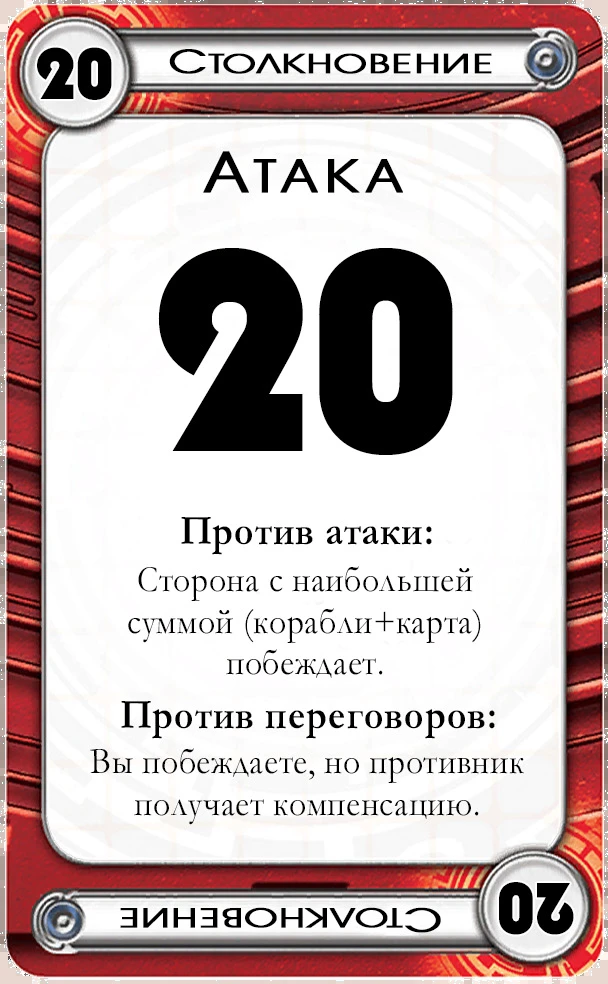 20
Столкновение
Атака
20
Против атаки:
Сторона с наибольшей
суммой (корабли+карта)
побеждает.
Против переговоров:
Вы побеждаете, но противник
получает компенсацию.
Столкновение
20